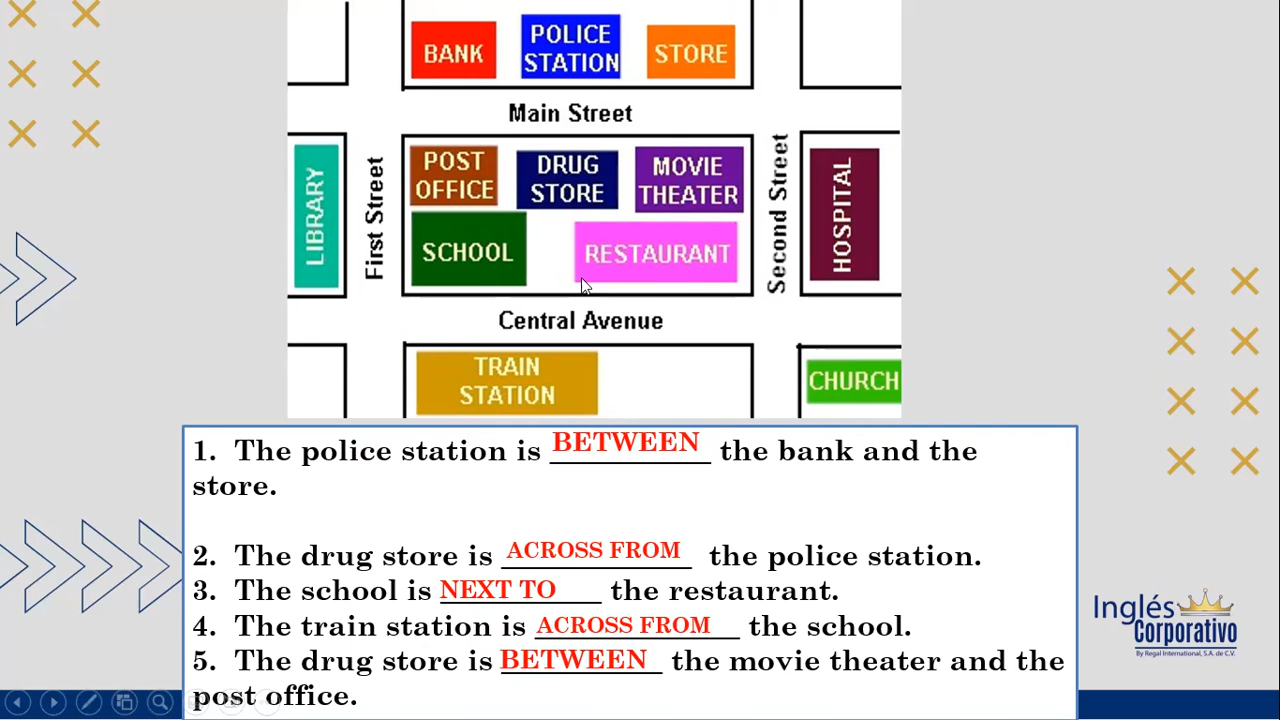 BANK
POLICE
STATION
STORE
Main Street
LIBRARY
First Street
POST
OFFICE
DRUG
STORE
MOVIE
THEATER
SCHOOL
RESTAURANT
Second Street
HOSPITAL
Central Avenue
TRAIN
STATION
CHURCH
1. The police station is BETWEEN the bank and the
store.
2. The drug store is ACROSS FROM the police station.
3. The school is NEXT TO the restaurant.
4. The train station is ACROSS FROM the school.
5. The drug store is BETWEEN the movie theater and the
post office.
Inglés
Corporativo
By Regal International, S.A. de C.V.